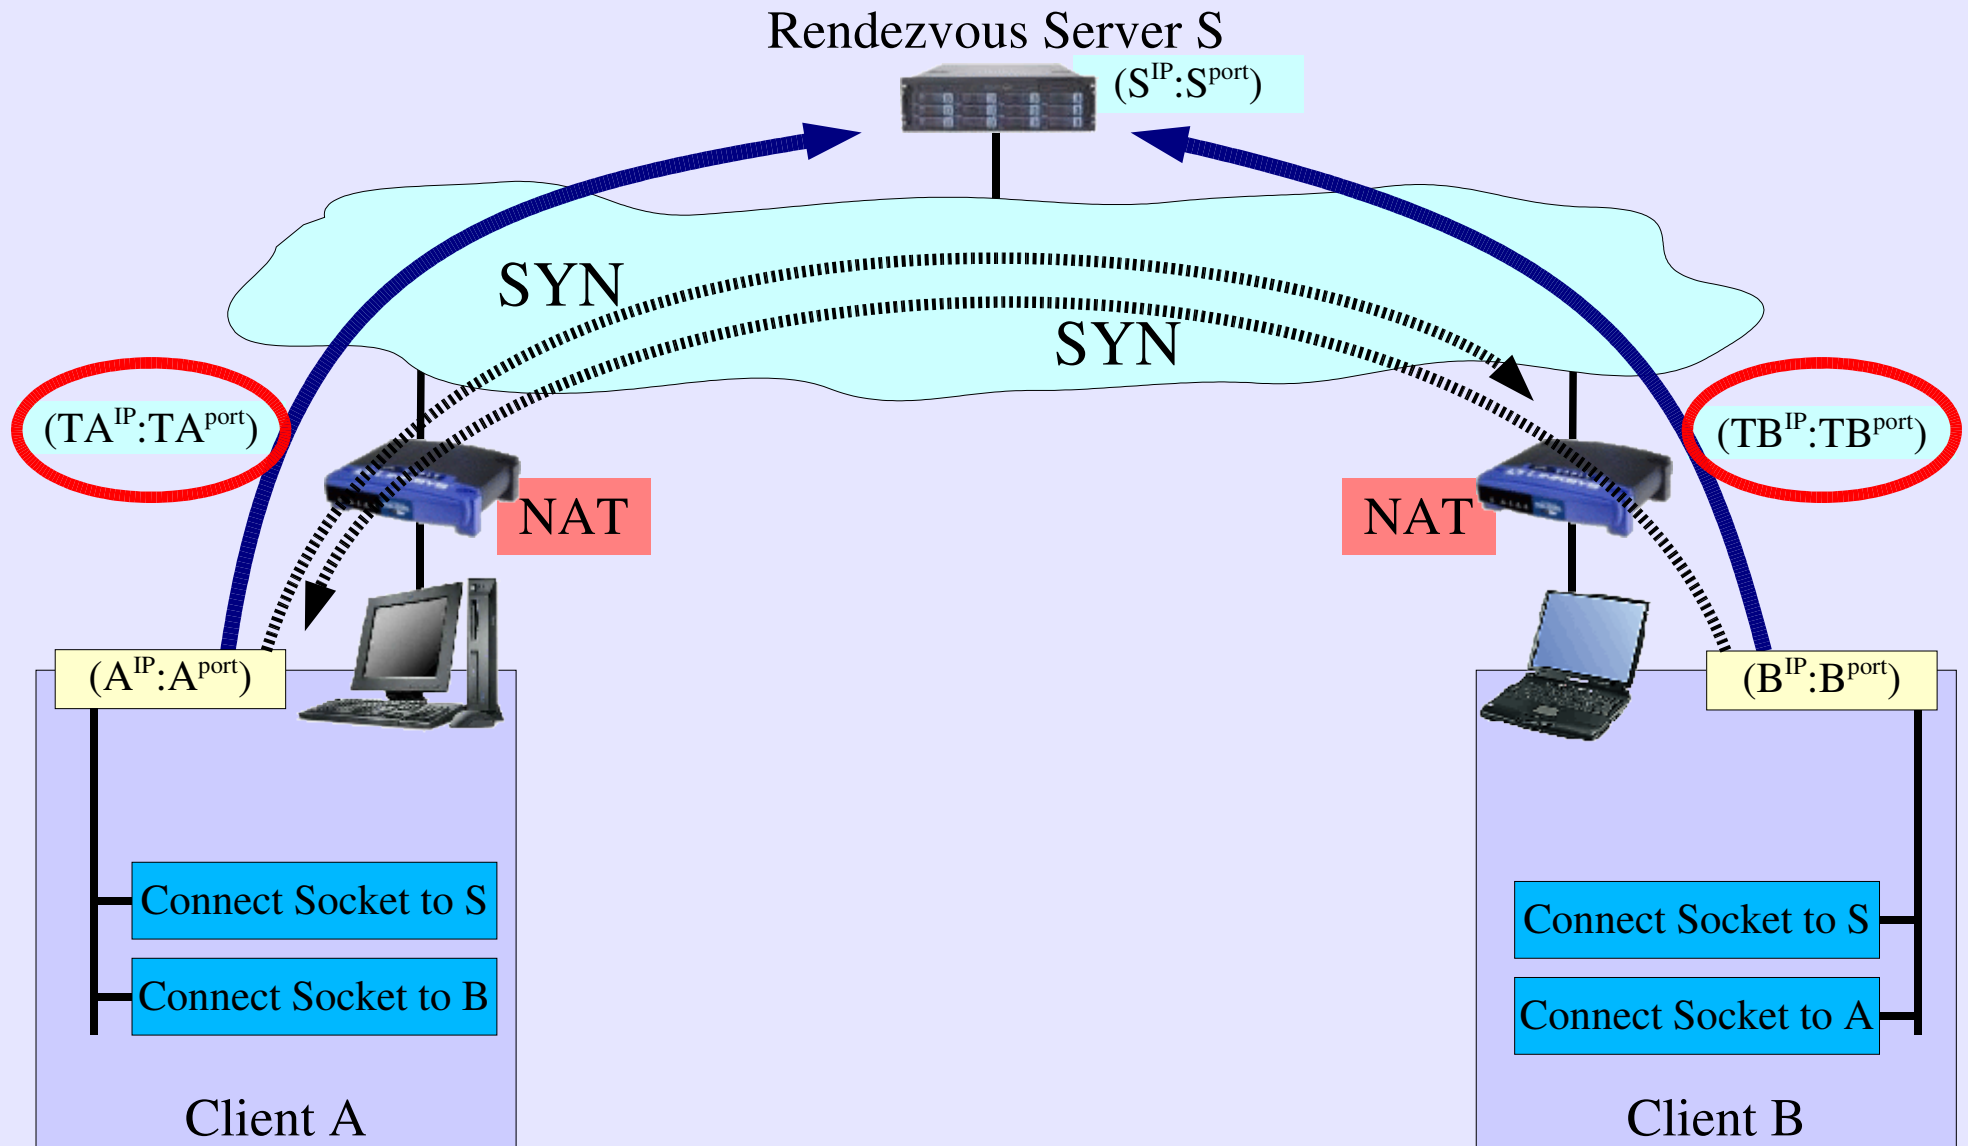 Rendezvous Server S
(S^IP:S^port)
SYN
SYN
(TA^IP:TA^port)
(TB^IP:TB^port)
NAT
NAT
(A^IP:A^port)
(B^IP:B^port)
Connect Socket to S
Connect Socket to B
Connect Socket to S
Connect Socket to A
Client A
Client B